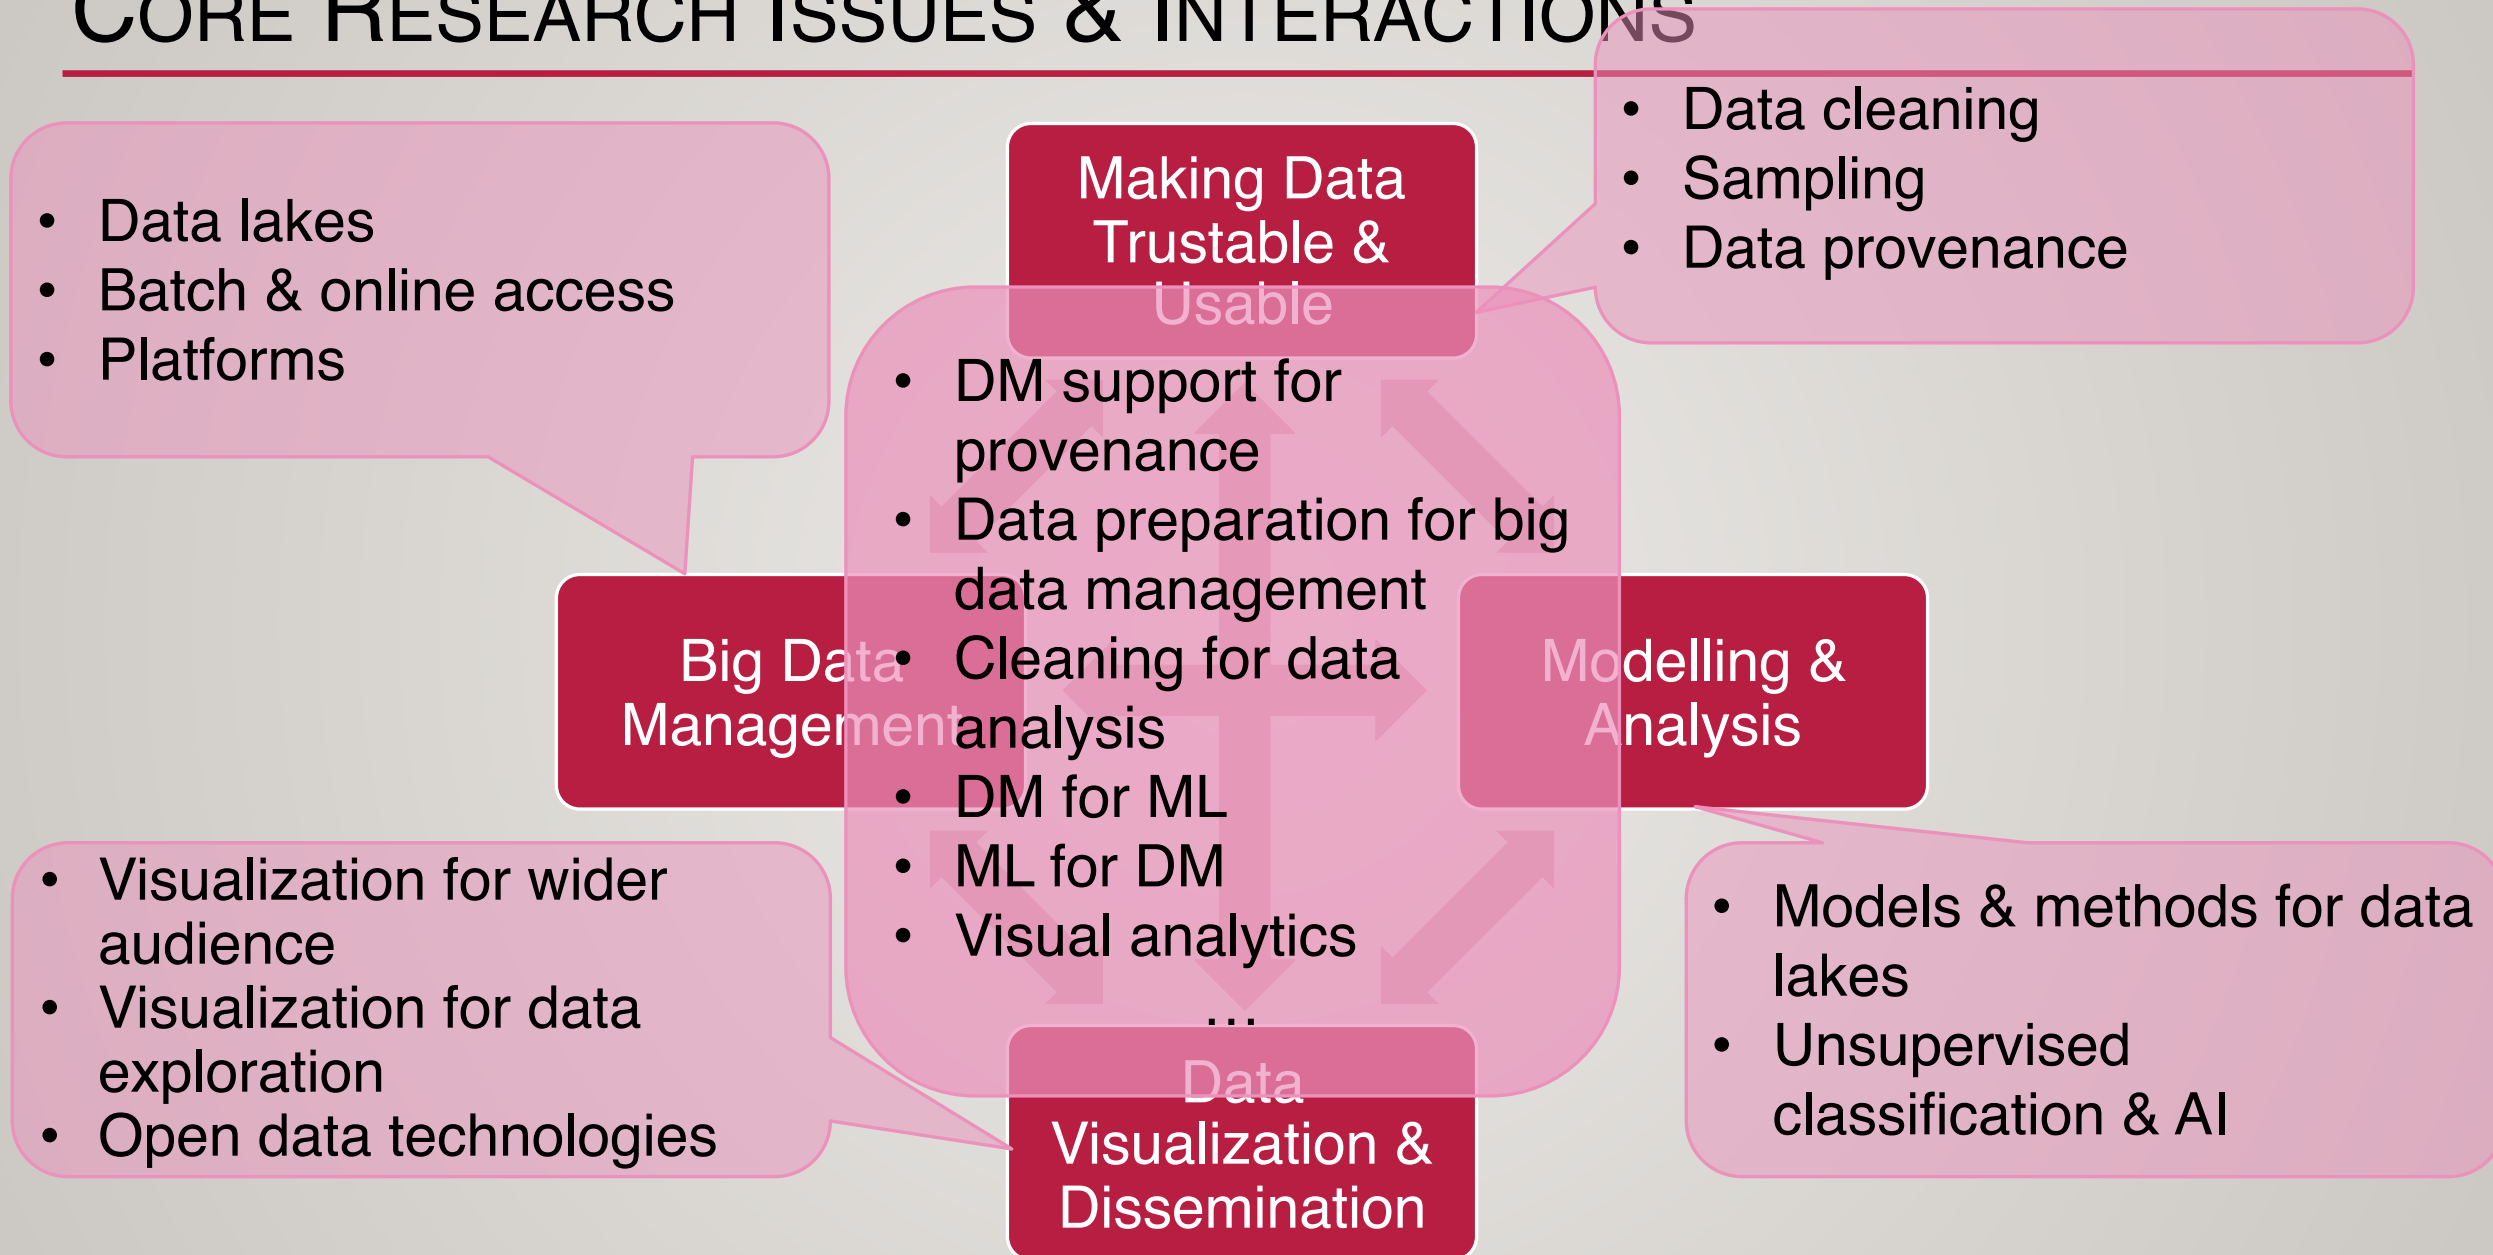 CORE RESEARCH ISSUES & INTERACTIONS
• Data cleaning
• Sampling
• Data provenance
Making Data
Trustable &
Usable
• Data lakes
• Batch & online access
• Platforms
• DM support for
provenance
• Data preparation for big
data management
• Cleaning for data
analysis
• DM for ML
• ML for DM
• Visual analytics
...
Big Data
Management
Modelling &
Analysis
• Visualization for wider
audience
• Visualization for data
exploration
• Open data technologies
• Models & methods for data
lakes
• Unsupervised
classification & AI
Data
Visualization &
Dissemination